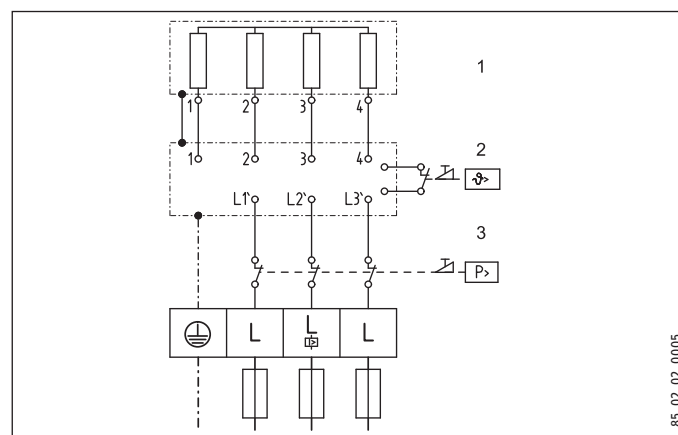 1
1 2 3 4
1 2 3 4
2
ϑ>
L1` L2` L3`
3
P>
L L L
I>
85_02_02_0005